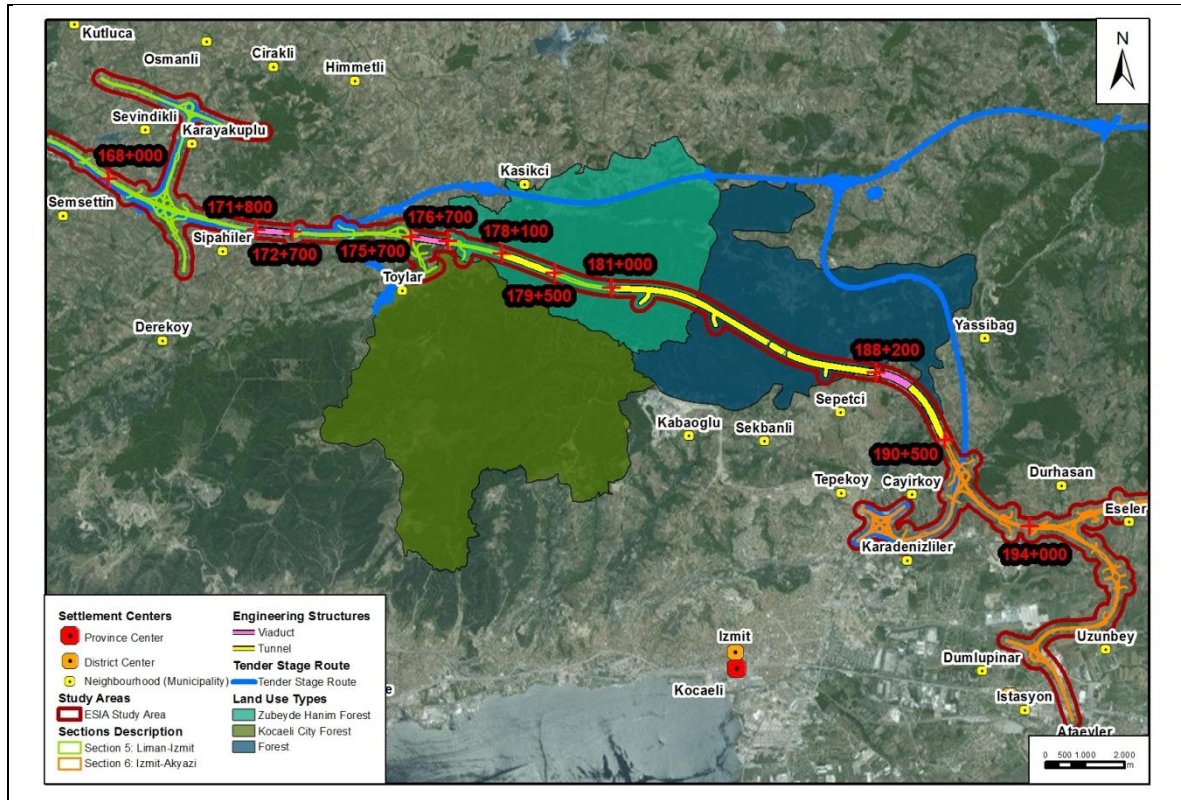 Kutluca
Osmanli
Cirakli
Himmetli
N
Sevindikli
Karayakuplu
168+000
Kasikci
Semsettin
171+800
176+700
178+100
Sipahiler
172+700
175+700
181+000
Toylar
179+500
Derekoy
188+200
Yassibag
Sepetci
Kabaoglu
Sekbanli
190+500
Tepekoy
Cayirkoy
Durhasan
Eseler
Karadenizliler
194+000
Izmit
Uzunbey
Dumlupinar
Kocaeli
Istasyon
Ataevler
e
Settlement Centers
Province Center
District Center
Neighbourhood (Municipality)
Study Areas
ESIA Study Area
Sections Description
Section 5: Liman-Izmit
Section 6: Izmit-Akyazi
Engineering Structures
Viaduct
Tunnel
Tender Stage Route
Tender Stage Route
Land Use Types
Zubeyde Hanim Forest
Kocaeli City Forest
Forest
0 500 1.000 2.000
m